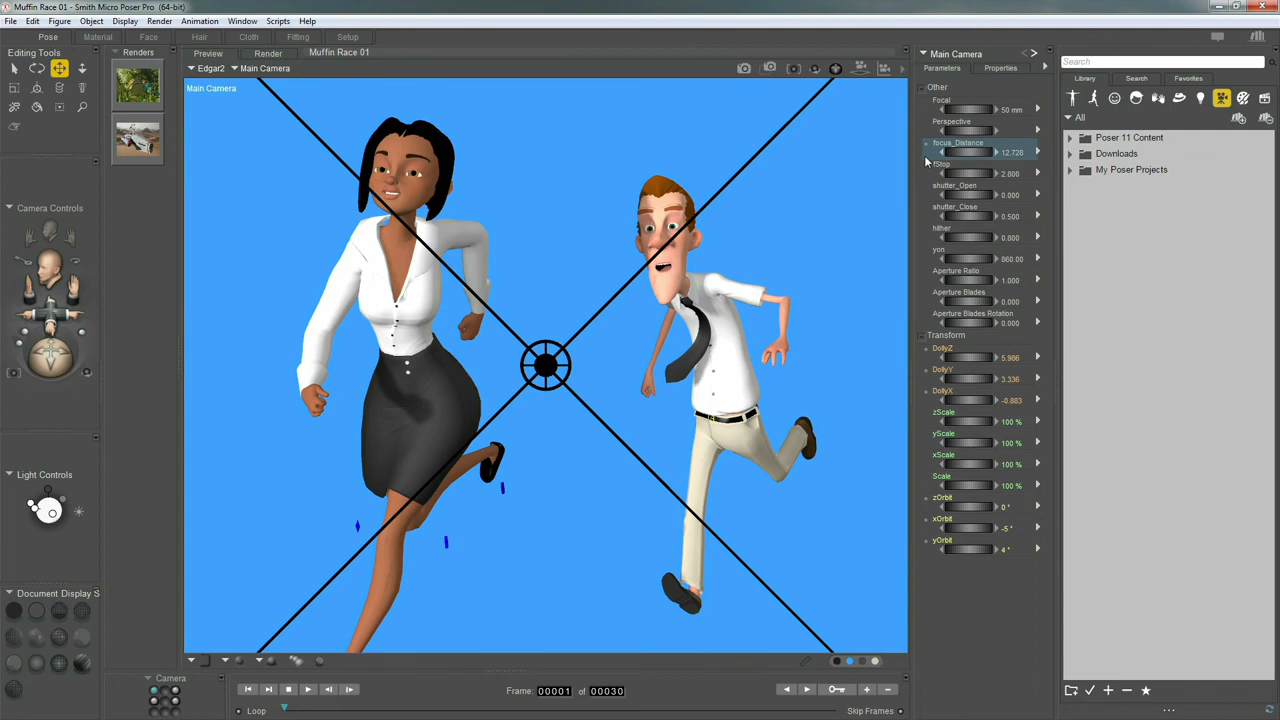 Muffin Race 01 - Smith Micro Poser Pro (64-bit)
File Edit Figure Object Display Render Animation Window Scripts Help
Pose Material Face Hair Cloth Fitting Setup
Editing Tools
Renders
Preview Render Muffin Race 01
Edgar2 Main Camera
Main Camera
Camera Controls
Light Controls
Document Display S
Camera
Frame: 00001 of 00030
Loop
Skip Frames
Main Camera
Parameters Properties
Other
Focal
50 mm
Perspective
focus_Distance
12.728
fStop
2.800
shutter_Open
0.000
shutter_Close
0.500
hither
0.800
yon
860.00
Aperture Ratio
1.000
Aperture Blades
0.000
Aperture Blades Rotation
0.000
Transform
DollyZ
5.986
DollyY
3.336
DollyX
-0.883
zScale
100 %
yScale
100 %
xScale
100 %
Scale
100 %
zOrbit
0 °
xOrbit
-5 °
yOrbit
4 °
Search
Library Search Favorites
All
Poser 11 Content
Downloads
My Poser Projects